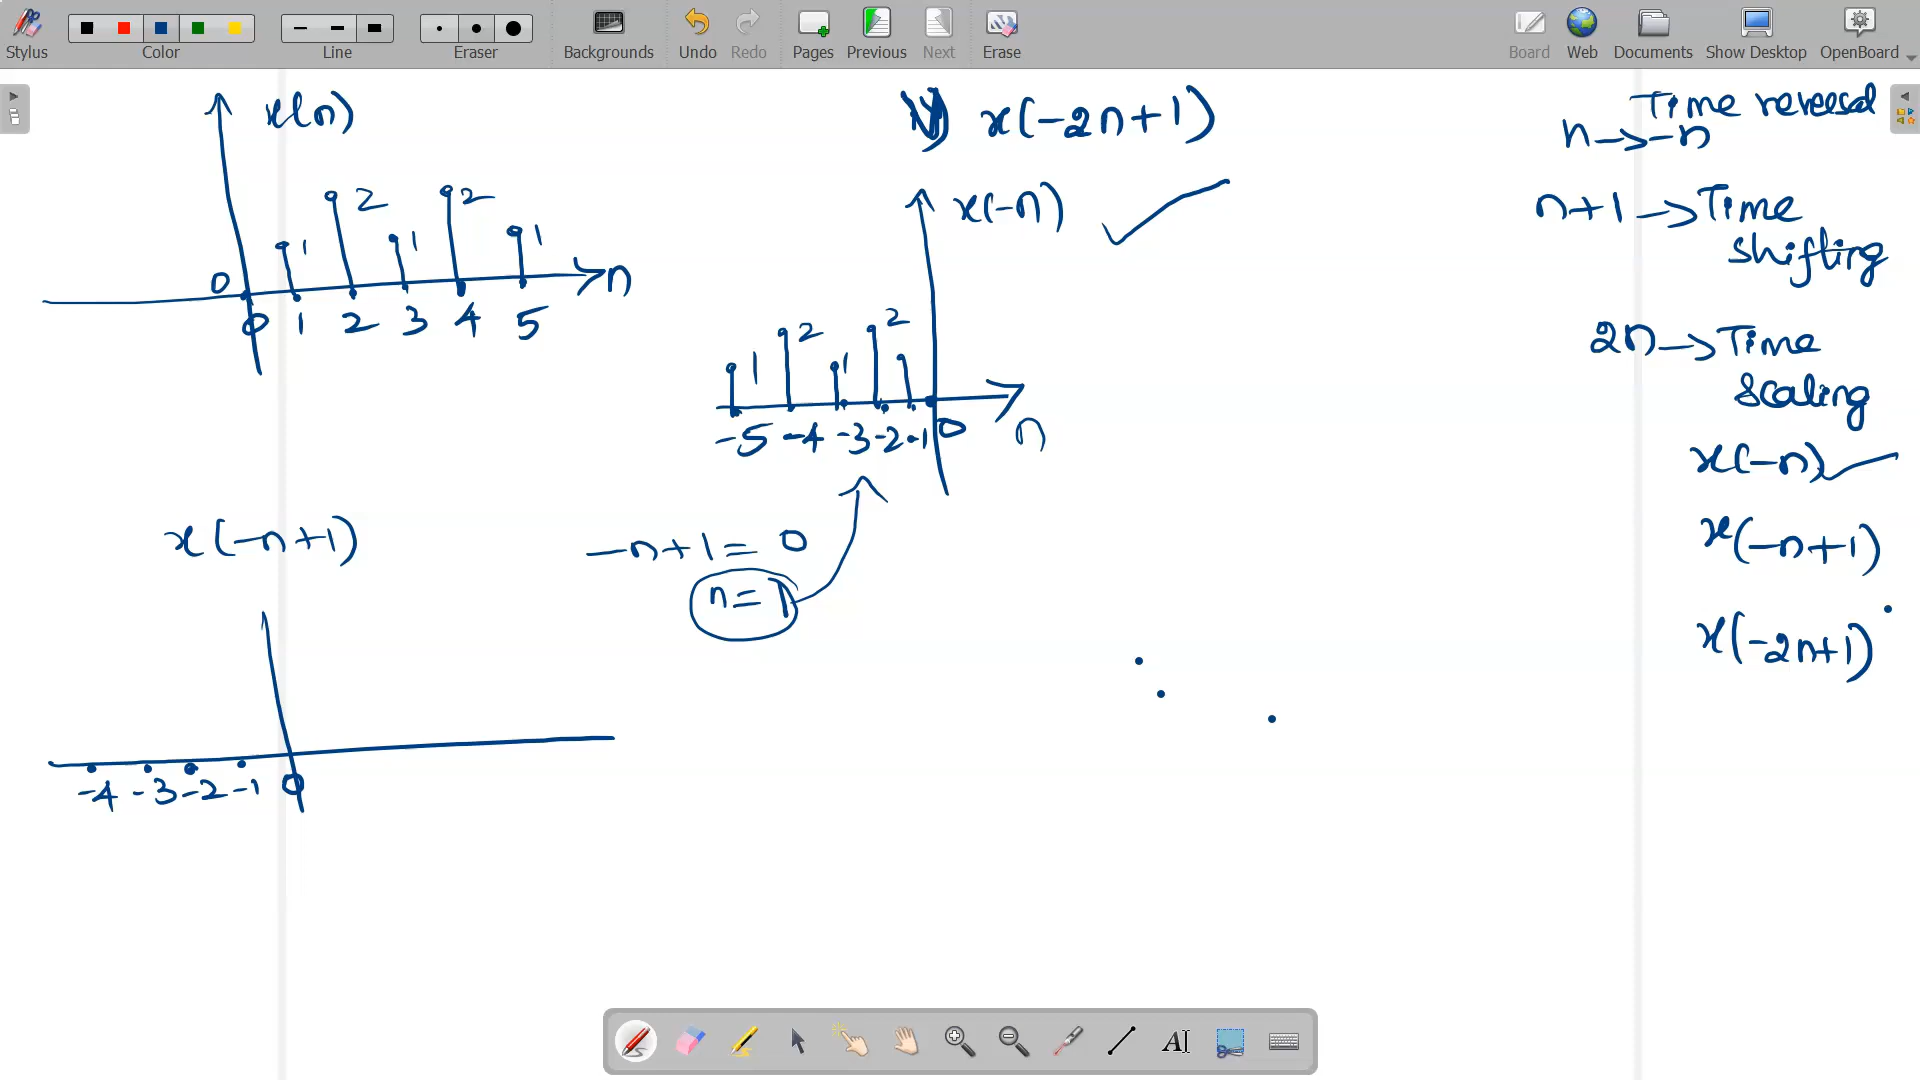 Stylus Color Line Eraser Backgrounds Undo Redo Pages Previous Next Erase Board Web Documents Show Desktop OpenBoard
x(n)
2 2
1 1 1
0
n
0 1 2 3 4 5
x(-2n+1)
x(-n)
2
1 2 1
-5 -4 -3 -2 -1 0
n
x(-n+1)
-n+1 = 0
n = 1
-4 -3 -2 -1 0
Time reversal
n → -n
n+1 → Time
shifting
2n → Time
scaling
x(-n) ✓
x(-n+1)
x(-2n+1)